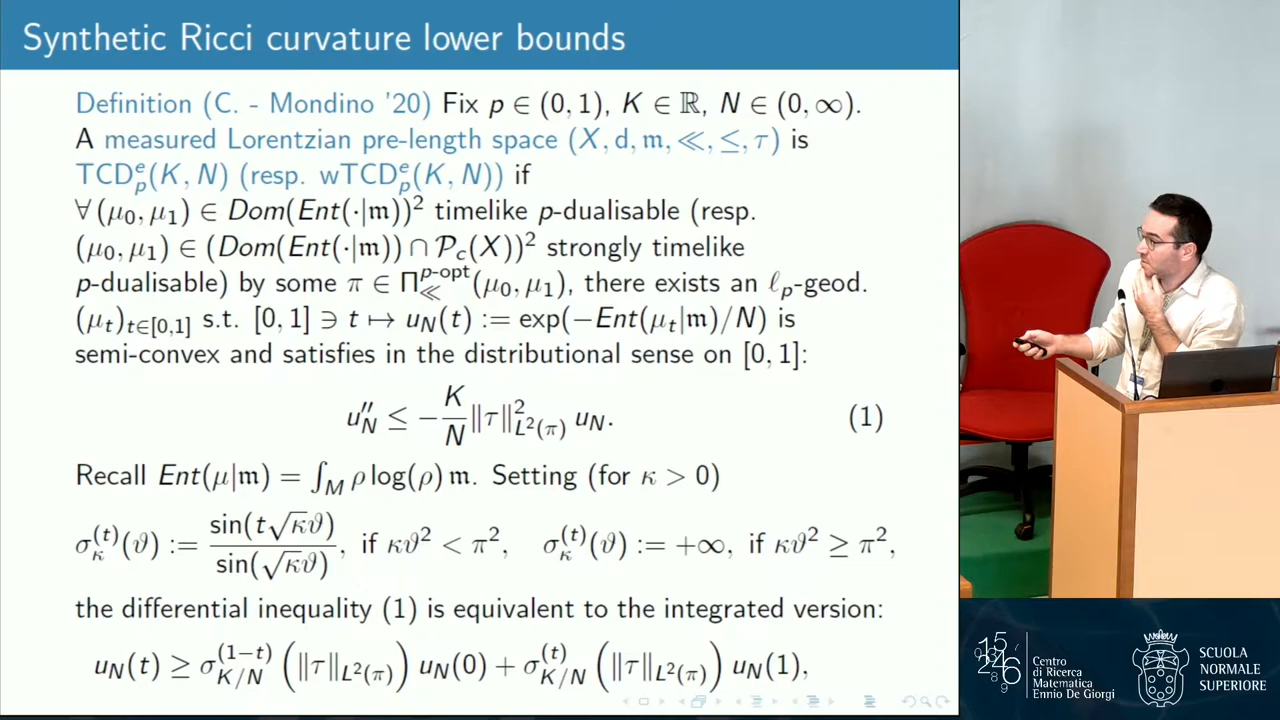 Synthetic Ricci curvature lower bounds
Definition (C. - Mondino '20) Fix p ∈ (0, 1), K ∈ ℝ, N ∈ (0, ∞).
A measured Lorentzian pre-length space (X, d, 𝔪, ≪, ≤, τ) is
TCD^e_p(K, N) (resp. wTCD^e_p(K, N)) if
∀ (μ₀, μ₁) ∈ Dom(Ent(·|𝔪))² timelike p-dualisable (resp.
(μ₀, μ₁) ∈ (Dom(Ent(·|𝔪)) ∩ 𝒫_c(X))² strongly timelike
p-dualisable) by some π ∈ Π^{p-opt}_≪(μ₀, μ₁), there exists an ℓ_p-geod.
(μ_t)_{t∈[0,1]} s.t. [0, 1] ∋ t ↦ u_N(t) := exp(−Ent(μ_t|𝔪)/N) is
semi-convex and satisfies in the distributional sense on [0, 1]:
u''_N ≤ −K/N ‖τ‖²_{L²(π)} u_N. (1)
Recall Ent(μ|𝔪) = ∫_M ρ log(ρ) 𝔪. Setting (for κ > 0)
σ^{(t)}_κ(ϑ) := sin(t√κϑ)/sin(√κϑ), if κϑ² < π², σ^{(t)}_κ(ϑ) := +∞, if κϑ² ≥ π²,
the differential inequality (1) is equivalent to the integrated version:
u_N(t) ≥ σ^{(1−t)}_{K/N} (‖τ‖_{L²(π)}) u_N(0) + σ^{(t)}_{K/N} (‖τ‖_{L²(π)}) u_N(1),
Centro
di Ricerca
Matematica
Ennio De Giorgi
SCUOLA
NORMALE
SUPERIORE